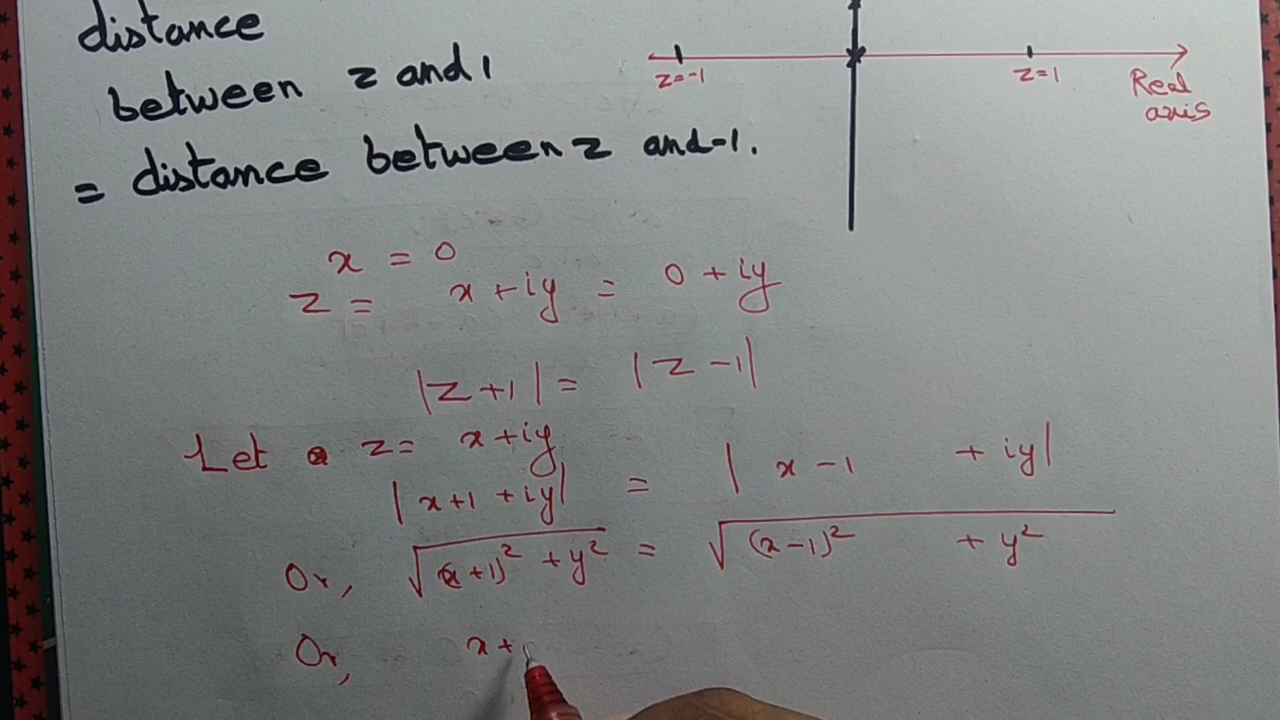 distance
between z and 1
= distance between z and -1.
z=-1
z=1
Real
axis
x = 0
z = x + iy = 0 + iy
|z+1| = |z-1|
Let z= x+iy
|x+1 +iy| = |x-1 +iy|
Or, √(x+1)² + y² = √(x-1)² + y²
Or, x+